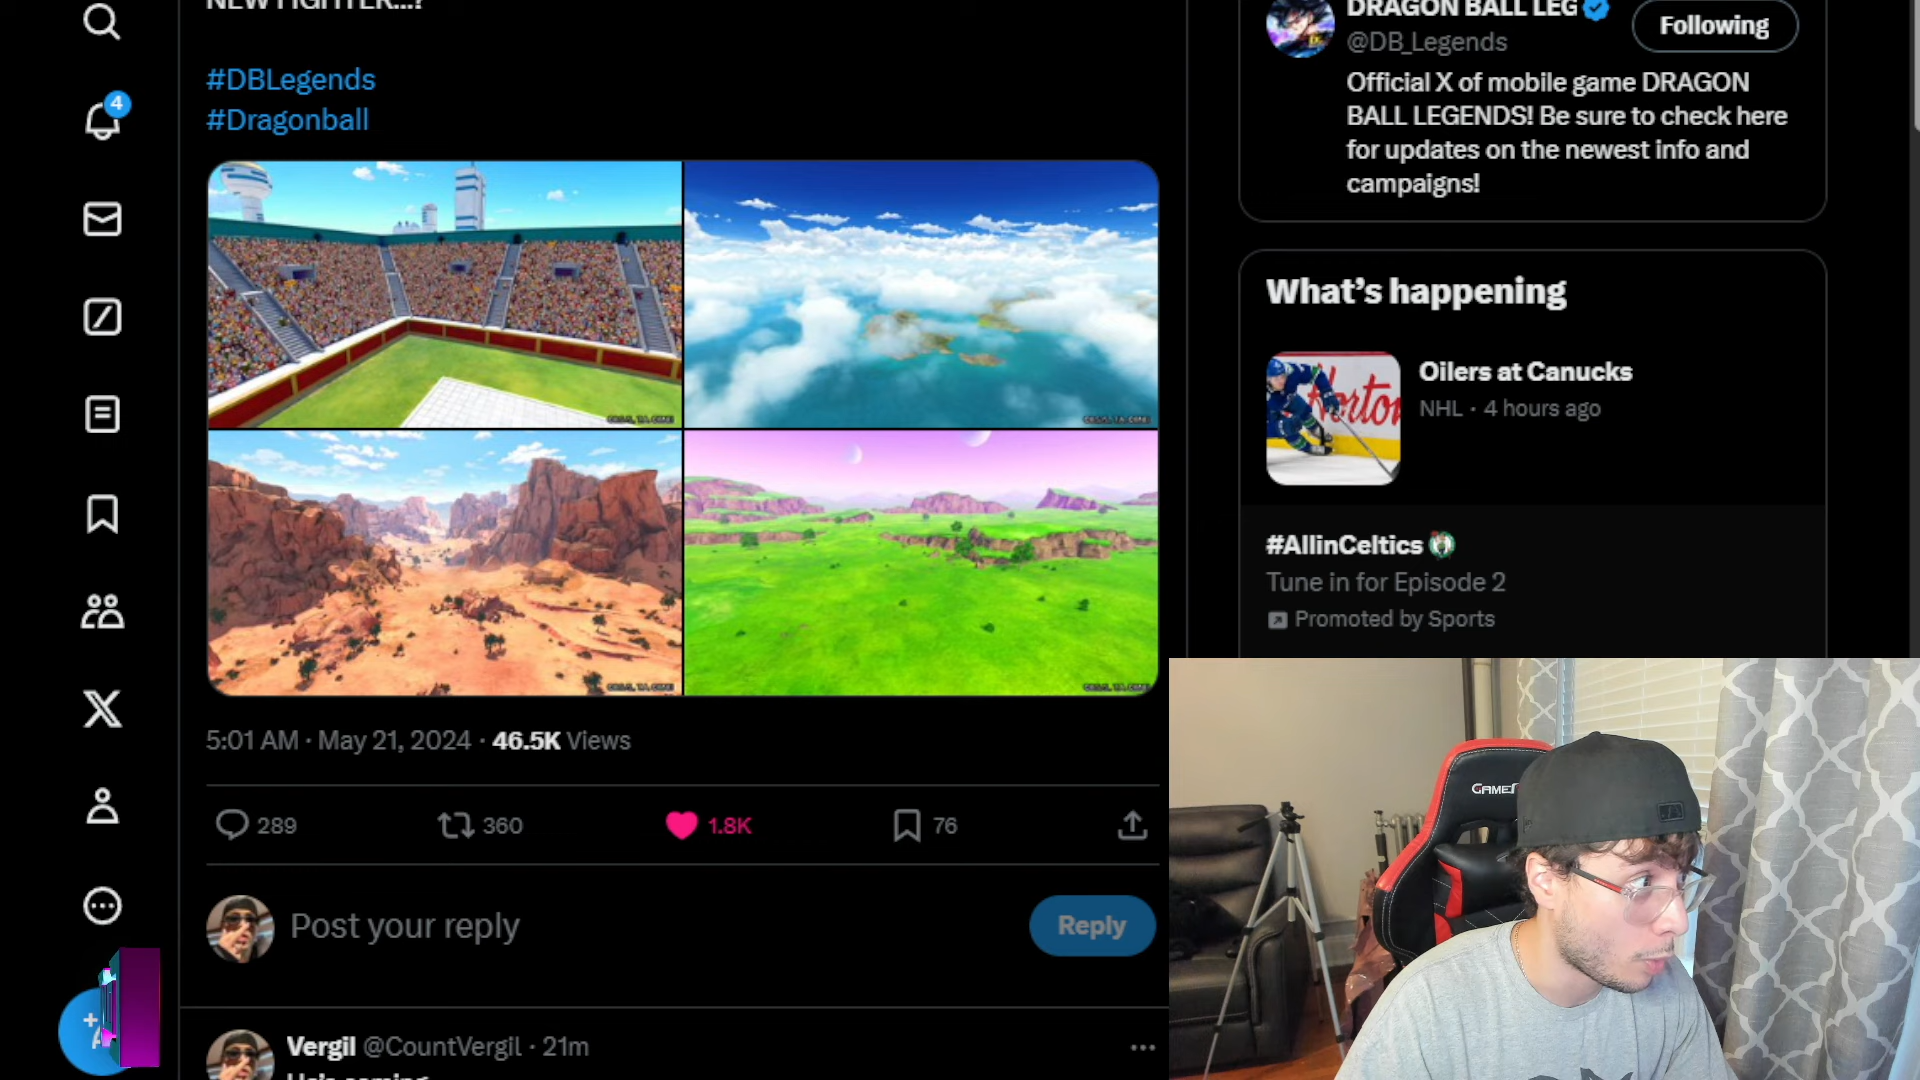 #DBLegends
#Dragonball
5:01 AM · May 21, 2024 · 46.5K Views
289 360 1.8K 76
Post your reply
Reply
Vergil @CountVergil · 21m
4
DRAGON BALL LEG
@DB_Legends
Following
Official X of mobile game DRAGON
BALL LEGENDS! Be sure to check here
for updates on the newest info and
campaigns!
What's happening
Oilers at Canucks
NHL · 4 hours ago
#AllinCeltics
Tune in for Episode 2
Promoted by Sports